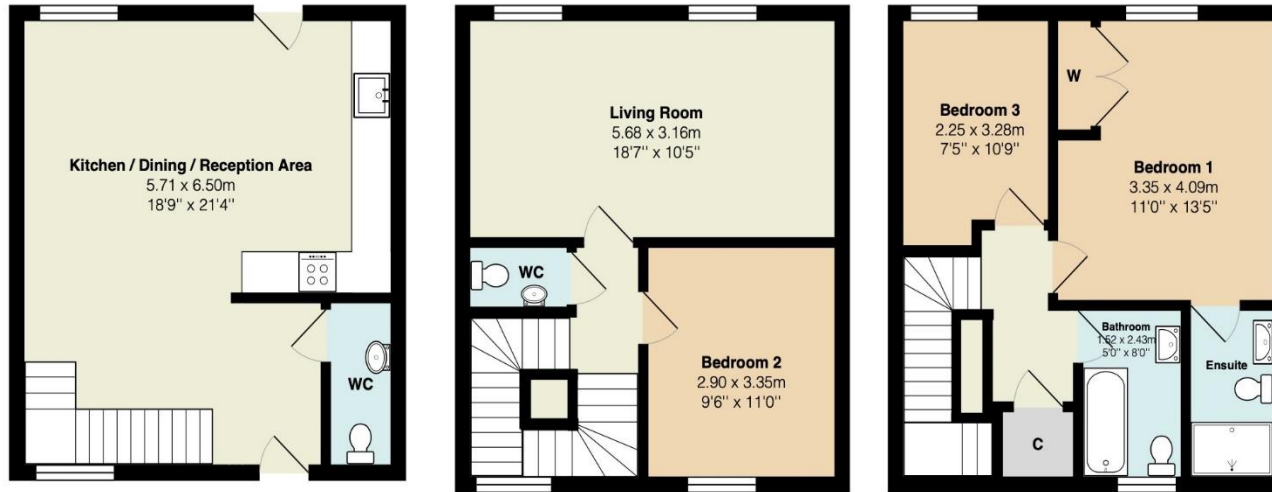 Kitchen / Dining / Reception Area
5.71 x 6.50m
18'9" x 21'4"
WC
Living Room
5.68 x 3.16m
18'7" x 10'5"
WC
Bedroom 2
2.90 x 3.35m
9'6" x 11'0"
Bedroom 3
2.25 x 3.28m
7'5" x 10'9"
W
Bedroom 1
3.35 x 4.09m
11'0" x 13'5"
Bathroom
1.52 x 2.43m
5'0" x 8'0"
Ensuite
C